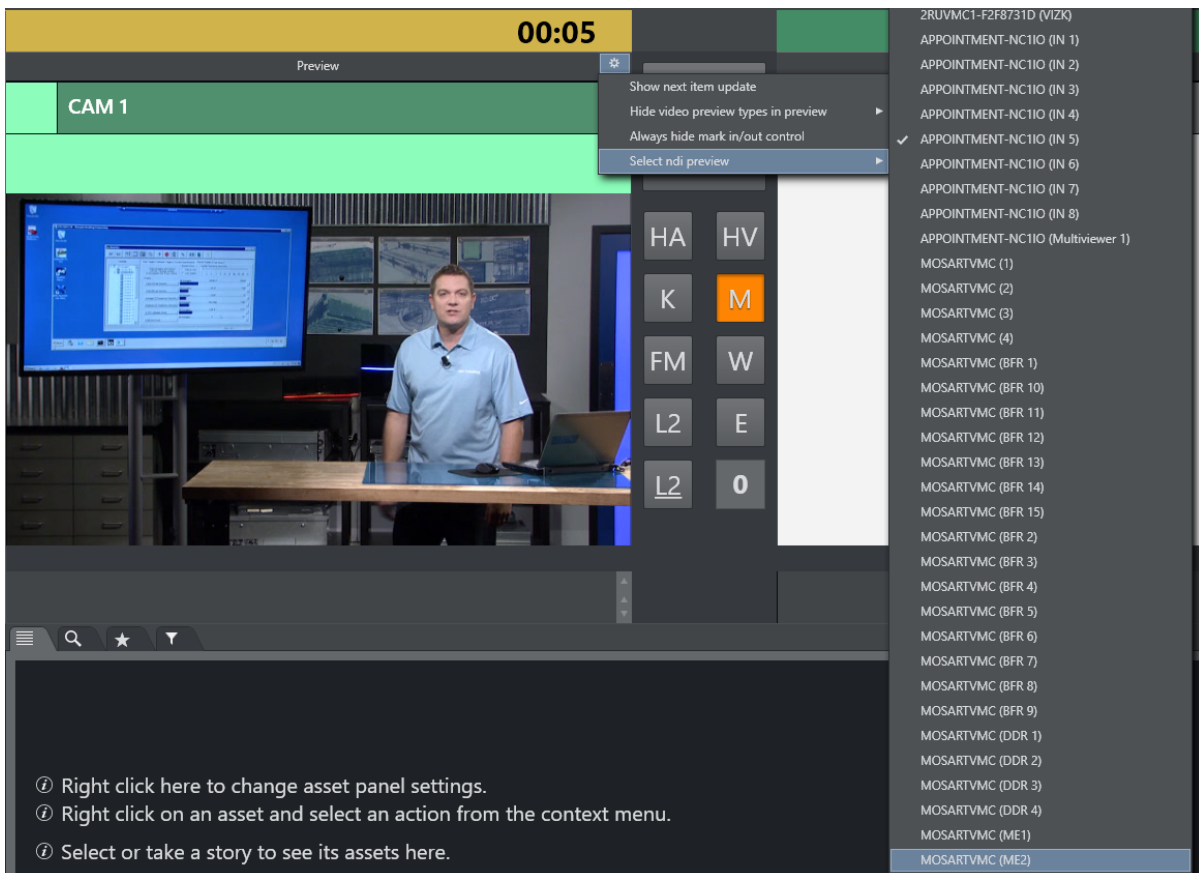 00:05
Preview
CAM 1
Show next item update
Hide video preview types in preview
Always hide mark in/out control
Select ndi preview
HA
HV
K
M
FM
W
L2
E
L2
0
Right click here to change asset panel settings.
Right click on an asset and select an action from the context menu.
Select or take a story to see its assets here.
2RUVMC1-F2F8731D (VIZK)
APPOINTMENT-NC1IO (IN 1)
APPOINTMENT-NC1IO (IN 2)
APPOINTMENT-NC1IO (IN 3)
APPOINTMENT-NC1IO (IN 4)
APPOINTMENT-NC1IO (IN 5)
APPOINTMENT-NC1IO (IN 6)
APPOINTMENT-NC1IO (IN 7)
APPOINTMENT-NC1IO (IN 8)
APPOINTMENT-NC1IO (Multiviewer 1)
MOSARTVMC (1)
MOSARTVMC (2)
MOSARTVMC (3)
MOSARTVMC (4)
MOSARTVMC (BFR 1)
MOSARTVMC (BFR 10)
MOSARTVMC (BFR 11)
MOSARTVMC (BFR 12)
MOSARTVMC (BFR 13)
MOSARTVMC (BFR 14)
MOSARTVMC (BFR 15)
MOSARTVMC (BFR 2)
MOSARTVMC (BFR 3)
MOSARTVMC (BFR 4)
MOSARTVMC (BFR 5)
MOSARTVMC (BFR 6)
MOSARTVMC (BFR 7)
MOSARTVMC (BFR 8)
MOSARTVMC (BFR 9)
MOSARTVMC (DDR 1)
MOSARTVMC (DDR 2)
MOSARTVMC (DDR 3)
MOSARTVMC (DDR 4)
MOSARTVMC (ME1)
MOSARTVMC (ME2)